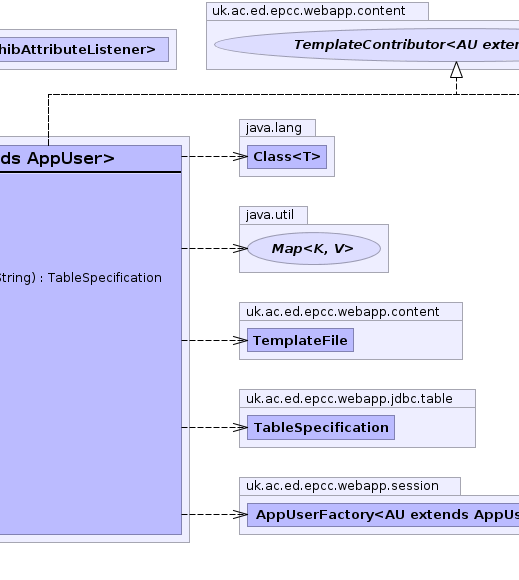 uk.ac.ed.epcc.webapp.content
hibAttributeListener>
TemplateContributor<AU exten
java.lang
ds AppUser>
Class<T>
java.util
Map<K, V>
String) : TableSpecification
uk.ac.ed.epcc.webapp.content
TemplateFile
uk.ac.ed.epcc.webapp.jdbc.table
TableSpecification
uk.ac.ed.epcc.webapp.session
AppUserFactory<AU extends AppUs